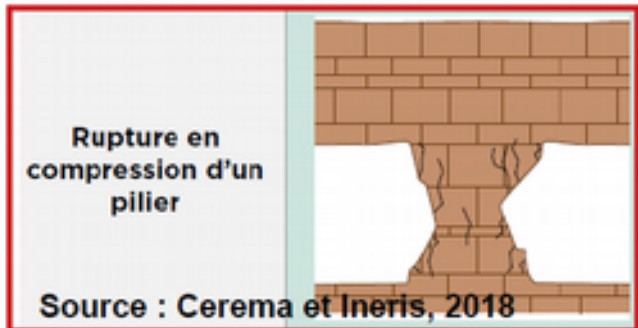 Rupture en
compression d'un
pilier
Source : Cerema et Ineris, 2018